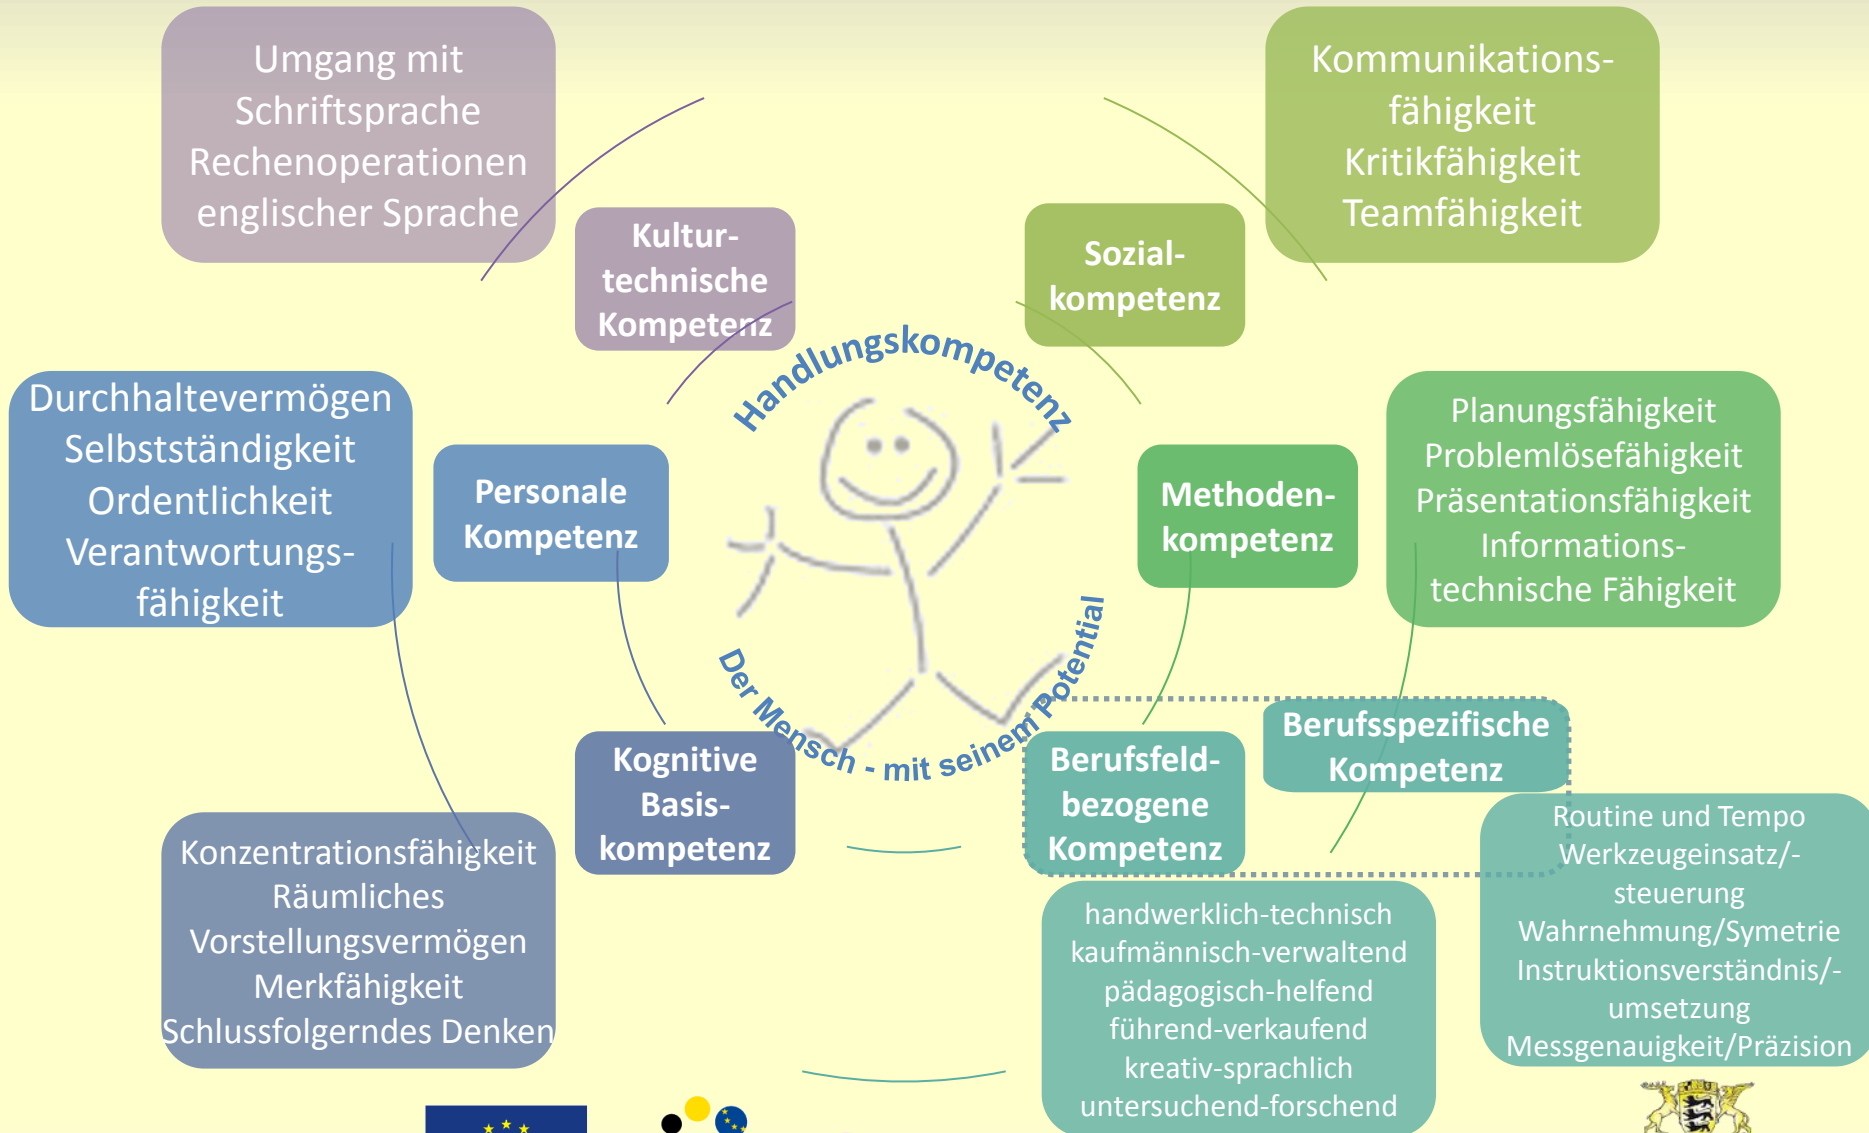 Umgang mit
Schriftsprache
Rechenoperationen
englischer Sprache
Kommunikations-
fähigkeit
Kritikfähigkeit
Teamfähigkeit
Kultur-
technische
Kompetenz
Sozial-
kompetenz
Handlungskompetenz
Durchhaltevermögen
Selbstständigkeit
Ordentlichkeit
Verantwortungs-
fähigkeit
Personale
Kompetenz
Methoden-
kompetenz
Planungsfähigkeit
Problemlösefähigkeit
Präsentationsfähigkeit
Informations-
technische Fähigkeit
Der Mensch - mit seinem Potential
Kognitive
Basis-
kompetenz
Berufsfeld-
bezogene
Kompetenz
Berufsspezifische
Kompetenz
Konzentrationsfähigkeit
Räumliches
Vorstellungsvermögen
Merkfähigkeit
Schlussfolgerndes Denken
handwerklich-technisch
kaufmännisch-verwaltend
pädagogisch-helfend
führend-verkaufend
kreativ-sprachlich
untersuchend-forschend
Routine und Tempo
Werkzeugeinsatz/-
steuerung
Wahrnehmung/Symetrie
Instruktionsverständnis/-
umsetzung
Messgenauigkeit/Präzision